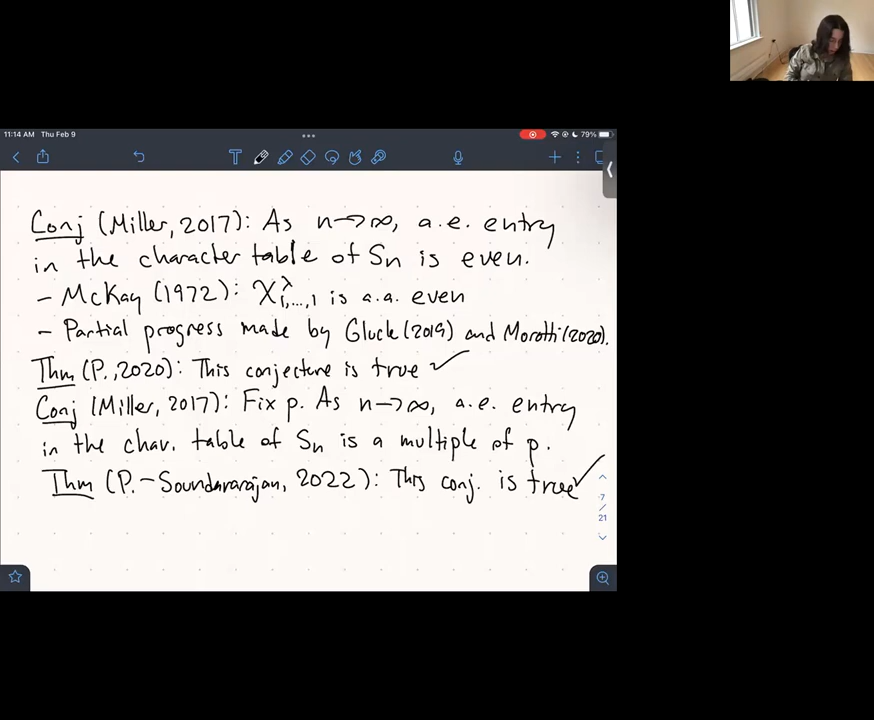 11:14 AM Thu Feb 9
79%
T
Conj (Miller, 2017): As n→∞, a.e. entry
in the character table of Sn is even.
- McKay (1972): χ^λ_{1,...,1} is a.a. even
- Partial progress made by Gluck (2019) and Morotti (2020).
Thm (P., 2020): This conjecture is true ✓
Conj (Miller, 2017): Fix p. As n→∞, a.e. entry
in the char. table of Sn is a multiple of p.
Thm (P.-Soundararajan, 2022): This conj. is true ✓
7
/
21